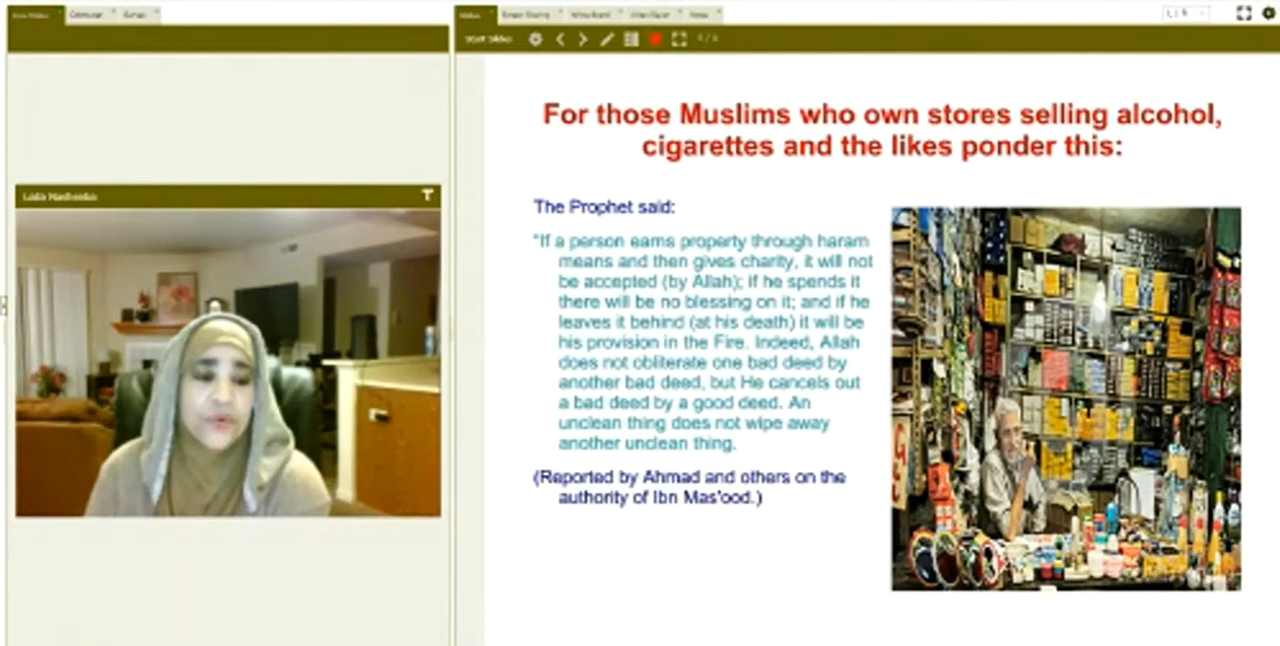 Video
Slides
Start Slides
For those Muslims who own stores selling alcohol,
cigarettes and the likes ponder this:
The Prophet said:
"If a person earns property through haram
means and then gives charity, it will not
be accepted (by Allah); if he spends it
there will be no blessing on it; and if he
leaves it behind (at his death) it will be
his provision in the Fire. Indeed, Allah
does not obliterate one bad deed by
another bad deed, but He cancels out
a bad deed by a good deed. An
unclean thing does not wipe away
another unclean thing.
(Reported by Ahmad and others on the
authority of Ibn Mas'ood.)